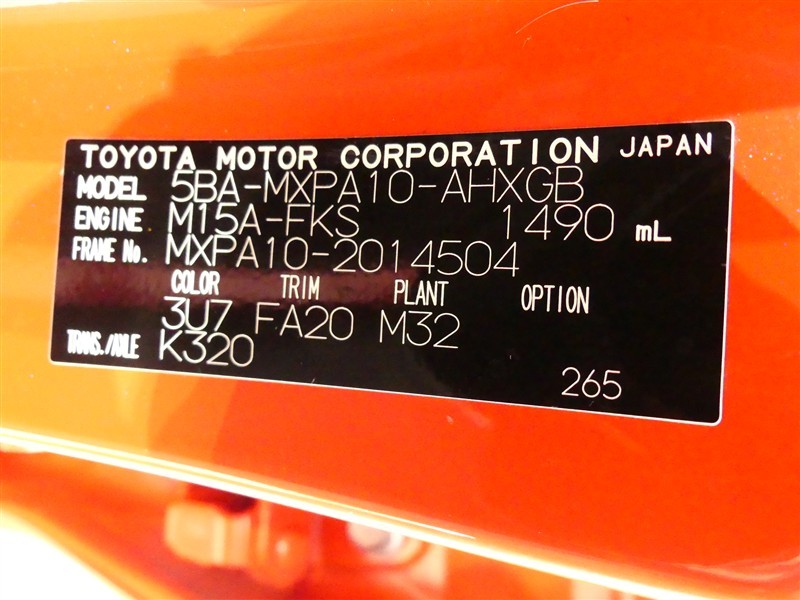 TOYOTA MOTOR CORPORATION JAPAN
MODEL 5BA-MXPA10-AHXGB
ENGINE M15A-FKS 1490 mL
FRAME No. MXPA10-2014504
COLOR TRIM PLANT OPTION
3U7 FA20 M32
TRANS./AXLE K320
265